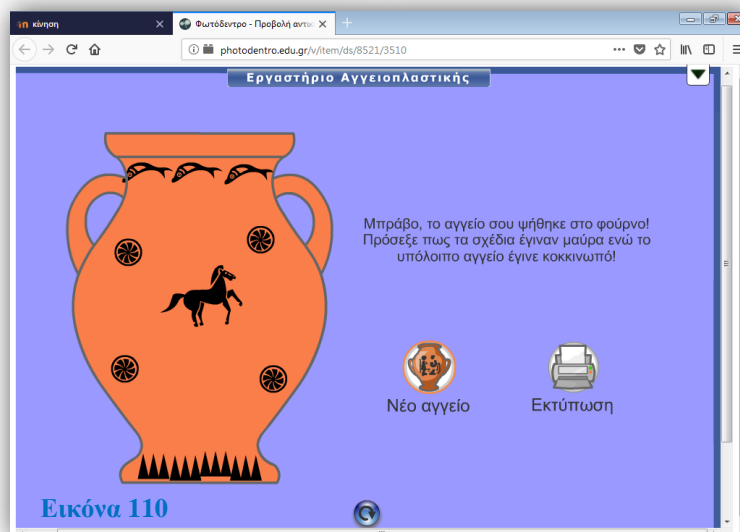 κίνηση
Φωτόδεντρο - Προβολή αντικ
photodentro.edu.gr/v/item/ds/8521/3510
Εργαστήριο Αγγειοπλαστικής
Μπράβο, το αγγείο σου ψήθηκε στο φούρνο!
Πρόσεξε πως τα σχέδια έγιναν μαύρα ενώ το
υπόλοιπο αγγείο έγινε κοκκινωπό!
Νέο αγγείο
Εκτύπωση
Εικόνα 110